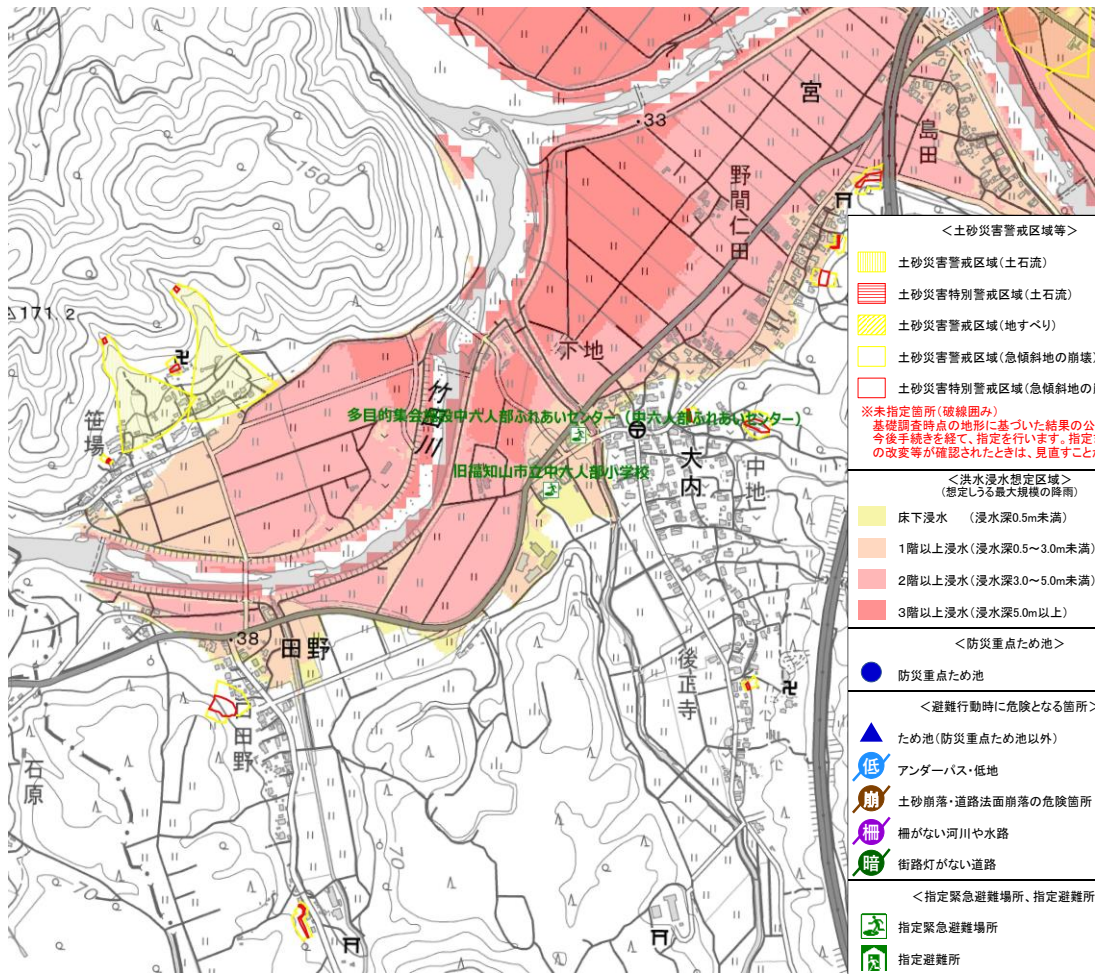 宮
島田
・33
150
野間仁田
△171.2
下地
竹田川
笹場
多目的集会施設中六人部ふれあいセンター(中六人部ふれあいセンター)
大内
中地
旧福知山市立中六人部小学校
・38
田野
後正寺
口田野
石原
70
70
<土砂災害警戒区域等>
土砂災害警戒区域(土石流)
土砂災害特別警戒区域(土石流)
土砂災害警戒区域(地すべり)
土砂災害警戒区域(急傾斜地の崩壊)
土砂災害特別警戒区域(急傾斜地の
※未指定箇所(破線囲み)
基礎調査時点の地形に基づいた結果の公
今後手続きを経て、指定を行います。指定
の改変等が確認されたときは、見直すことが
<洪水浸水想定区域>
(想定しうる最大規模の降雨)
床下浸水 (浸水深0.5m未満)
1階以上浸水(浸水深0.5~3.0m未満)
2階以上浸水(浸水深3.0~5.0m未満)
3階以上浸水(浸水深5.0m以上)
<防災重点ため池>
防災重点ため池
<避難行動時に危険となる箇所>
ため池(防災重点ため池以外)
低 アンダーパス・低地
崩 土砂崩落・道路法面崩落の危険箇所
柵 柵がない河川や水路
暗 街路灯がない道路
<指定緊急避難場所、指定避難所
指定緊急避難場所
指定避難所